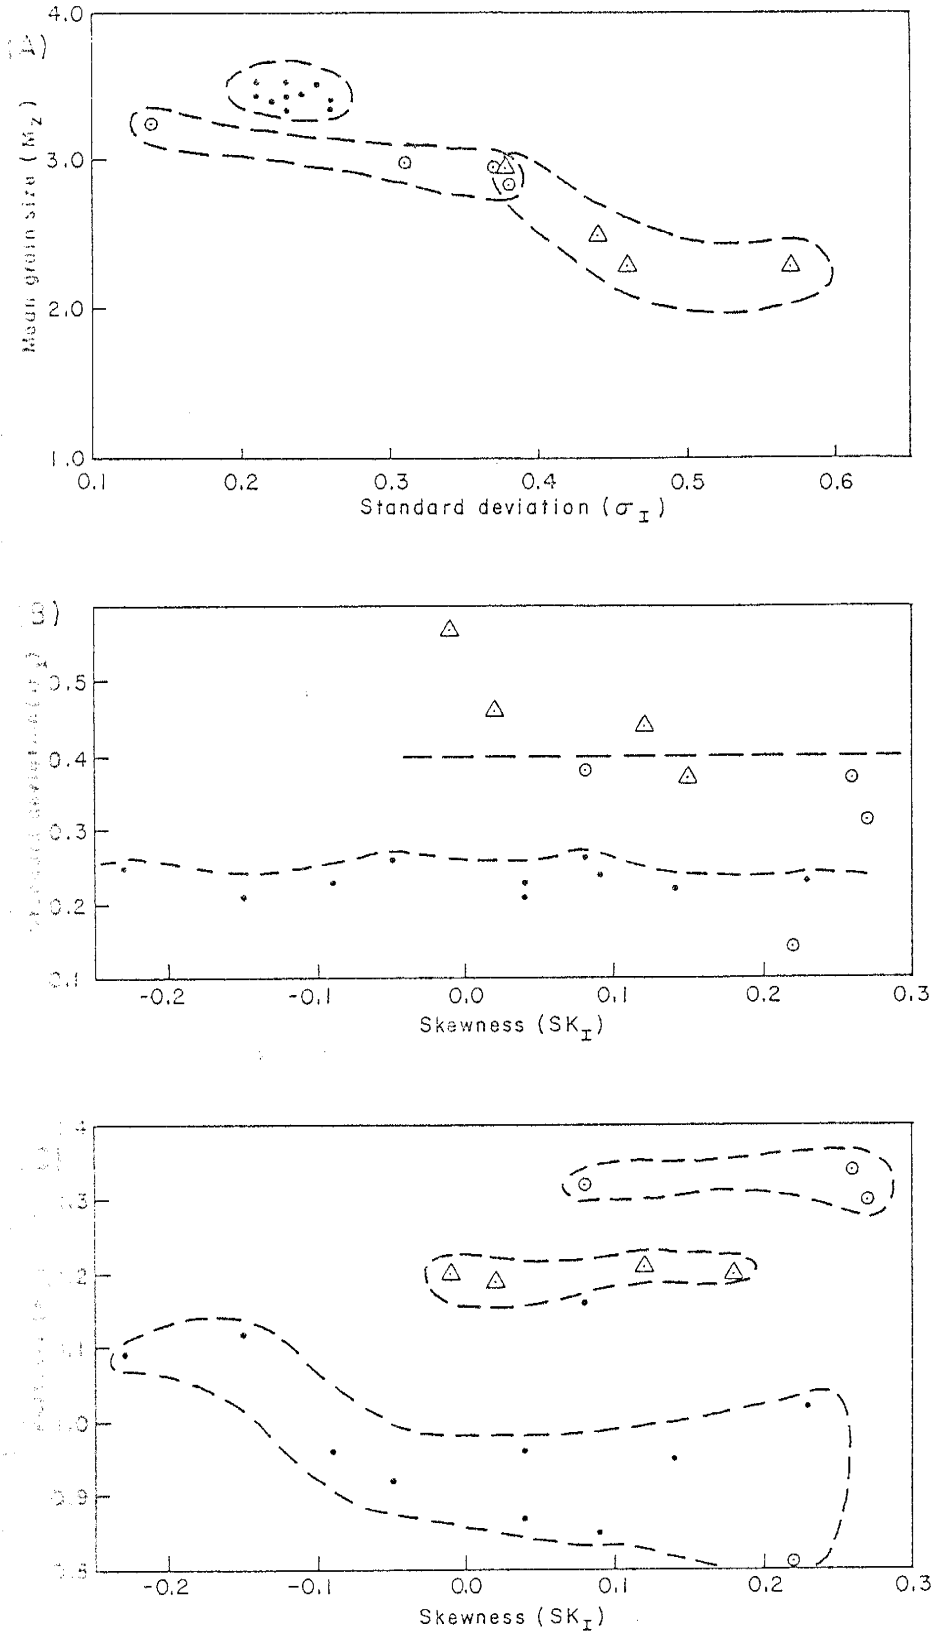 (A)
4.0
3.0
2.0
1.0
Mean grain size (Mz)
0.1 0.2 0.3 0.4 0.5 0.6
Standard deviation (σI)
(B)
0.5
0.4
0.3
0.2
0.1
-0.2 -0.1 0.0 0.1 0.2 0.3
Skewness (SKI)
-0.2 -0.1 0.0 0.1 0.2 0.3
Skewness (SKI)